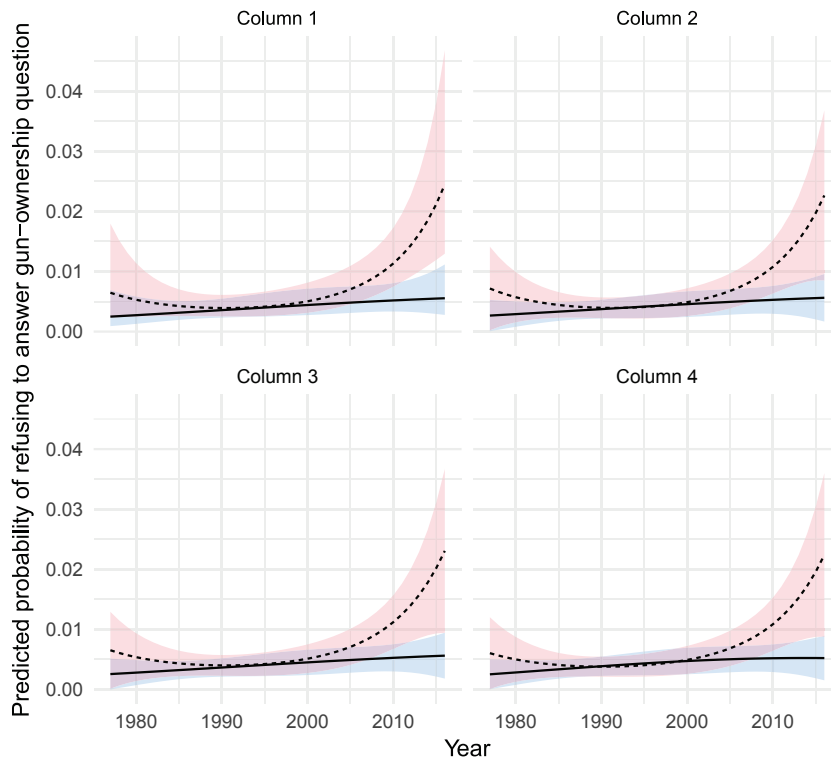 Column 1
Column 2
0.04
0.03
0.02
0.01
0.00
Predicted probability of refusing to answer gun−ownership question
Column 3
Column 4
0.04
0.03
0.02
0.01
0.00
1980 1990 2000 2010
1980 1990 2000 2010
Year